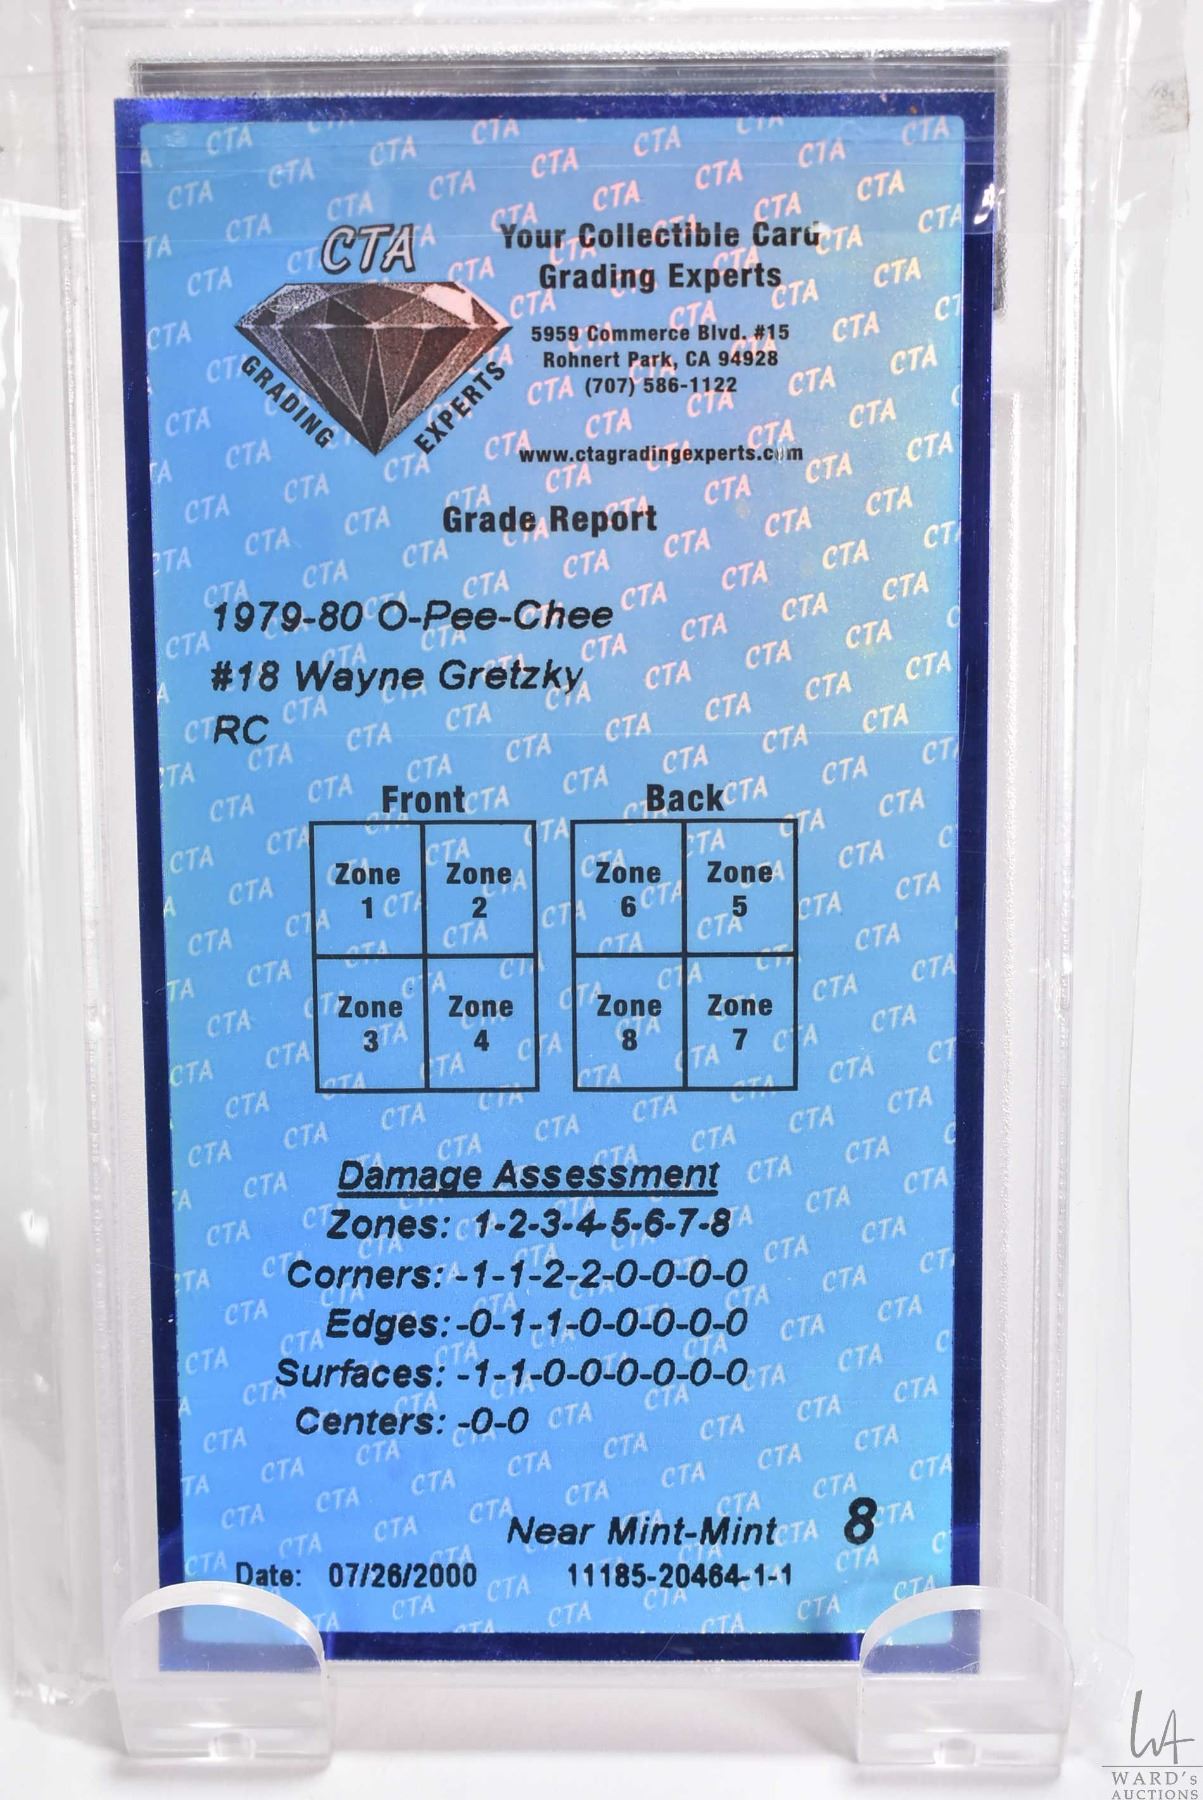 CTA
GRADING EXPERTS
Your Collectible Card
Grading Experts
5959 Commerce Blvd. #15
Rohnert Park, CA 94928
(707) 586-1122
www.ctagradingexperts.com
Grade Report
1979-80 O-Pee-Chee
#18 Wayne Gretzky
RC
Front Back
Zone 1 Zone 2 Zone 6 Zone 5
Zone 3 Zone 4 Zone 8 Zone 7
Damage Assessment
Zones: 1-2-3-4-5-6-7-8
Corners: -1-1-2-2-0-0-0-0
Edges: -0-1-1-0-0-0-0-0
Surfaces: -1-1-0-0-0-0-0-0
Centers: -0-0
Near Mint-Mint 8
Date: 07/26/2000 11185-20464-1-1
WARD's
AUCTIONS